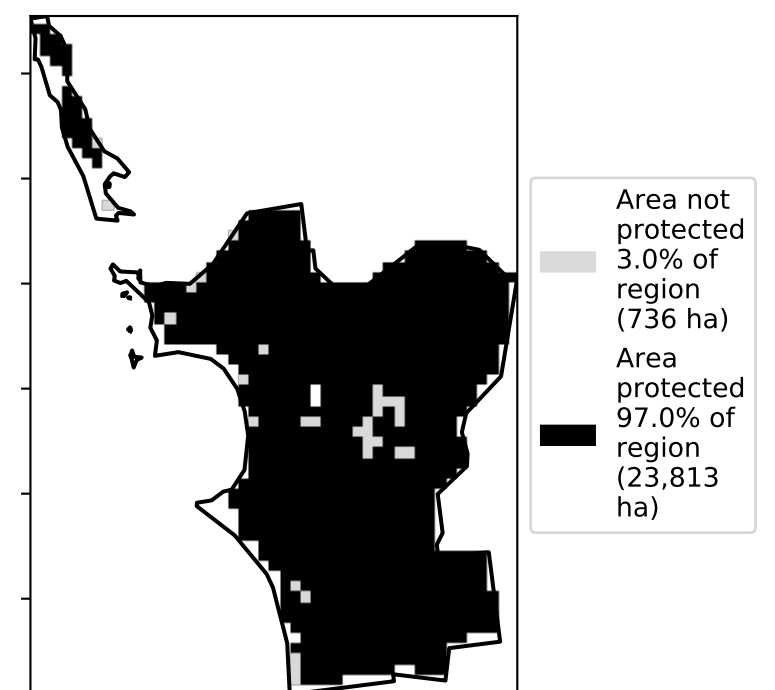 Area not
protected
3.0% of
region
(736 ha)
Area
protected
97.0% of
region
(23,813
ha)